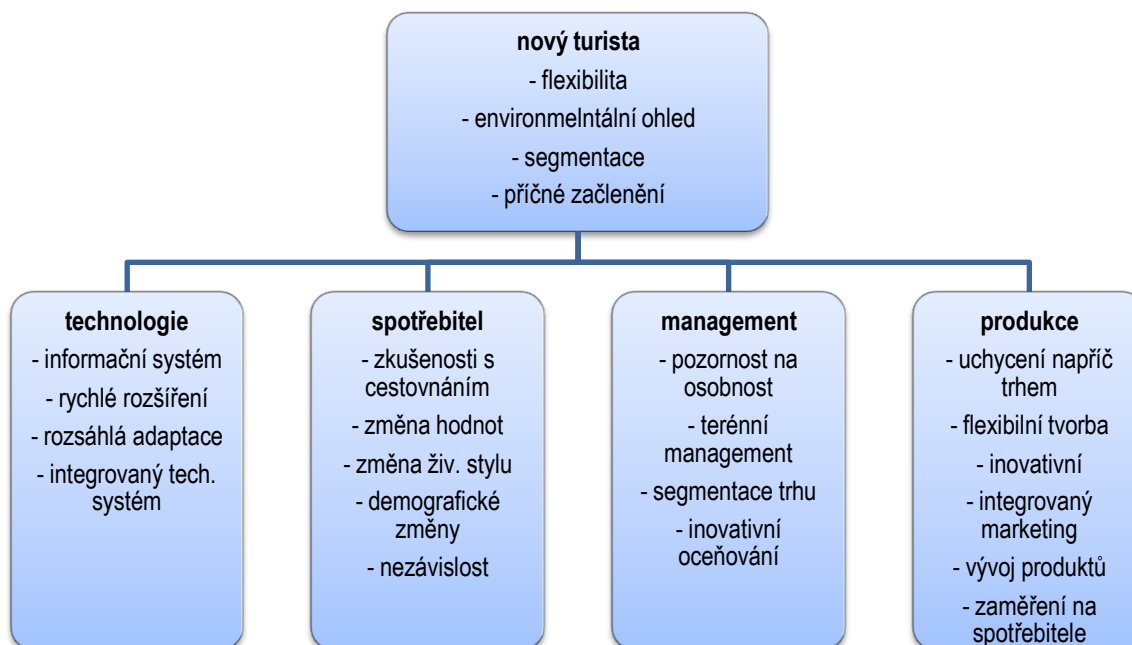 nový turista
- flexibilita
- environmelntální ohled
- segmentace
- příčné začlenění
technologie
- informační systém
- rychlé rozšíření
- rozsáhlá adaptace
- integrovaný tech.
systém
spotřebitel
- zkušenosti s
cestovnáním
- změna hodnot
- změna živ. stylu
- demografické
změny
- nezávislost
management
- pozornost na
osobnost
- terénní
management
- segmentace trhu
- inovativní
oceňování
produkce
- uchycení napříč
trhem
- flexibilní tvorba
- inovativní
- integrovaný
marketing
- vývoj produktů
- zaměření na
spotřebitele